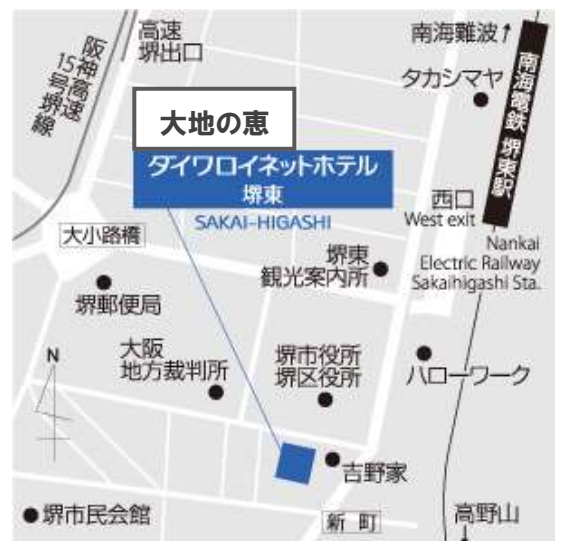 阪神高速
15号堺線
高速
堺出口
南海難波↑
タカシマヤ
南海電鉄 堺東駅
大地の恵
ダイワロイネットホテル
堺東
SAKAI-HIGASHI
西口
West exit
大小路橋
Nankai
Electric Railway
Sakaihigashi Sta.
堺東
観光案内所
堺郵便局
N
大阪
地方裁判所
堺市役所
堺区役所
ハローワーク
吉野家
堺市民会館
新町
高野山
↓